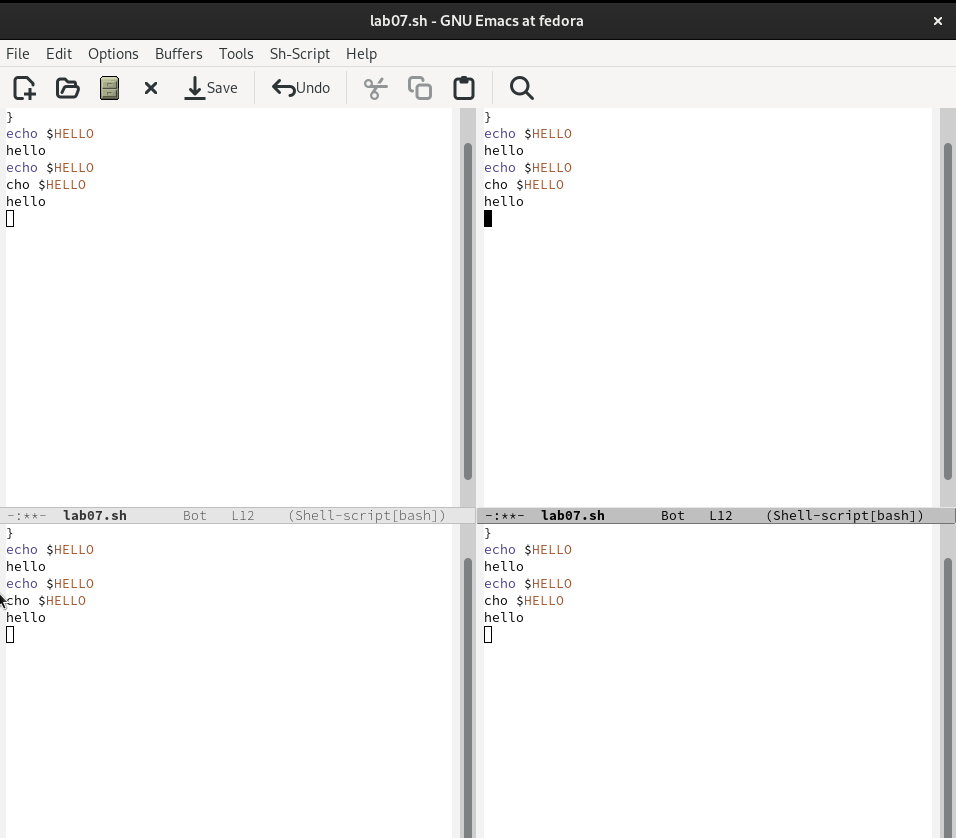 lab07.sh - GNU Emacs at fedora
File Edit Options Buffers Tools Sh-Script Help
Save Undo
}
echo $HELLO
hello
echo $HELLO
cho $HELLO
hello
-:**- lab07.sh Bot L12 (Shell-script[bash])
}
echo $HELLO
hello
echo $HELLO
cho $HELLO
hello
-:**- lab07.sh Bot L12 (Shell-script[bash])
}
echo $HELLO
hello
echo $HELLO
cho $HELLO
hello
}
echo $HELLO
hello
echo $HELLO
cho $HELLO
hello